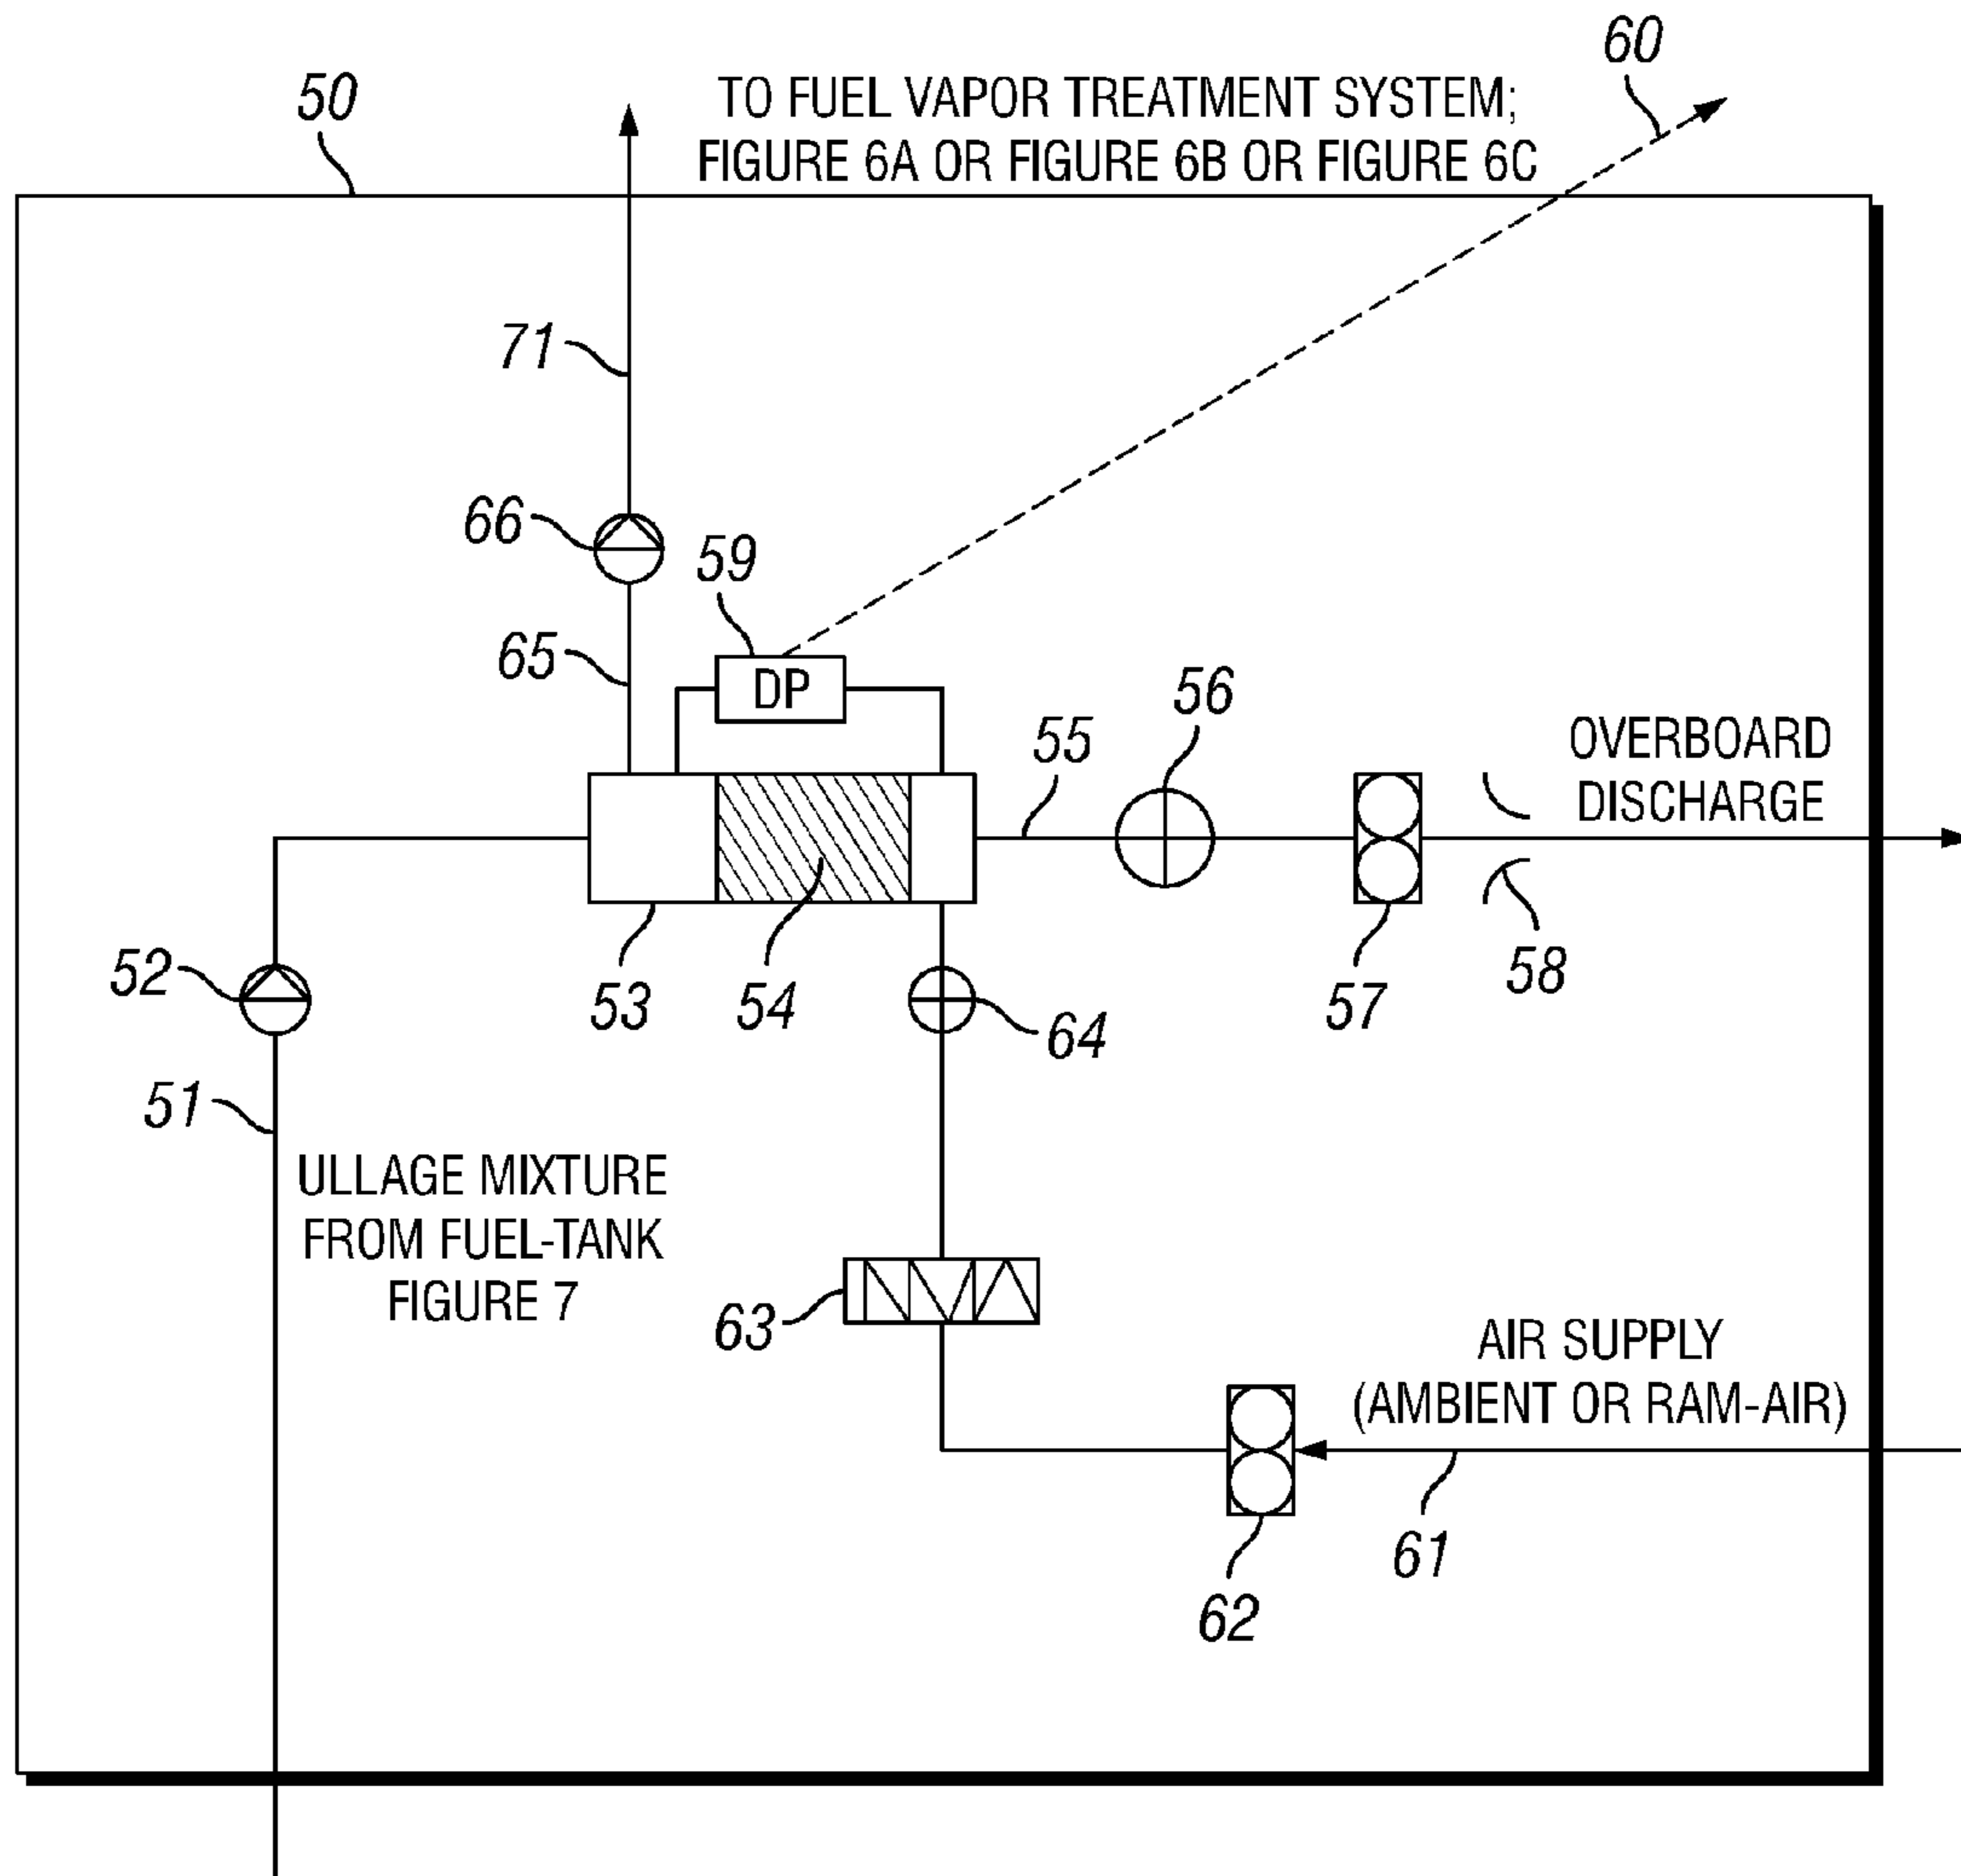 60
50
TO FUEL VAPOR TREATMENT SYSTEM;
FIGURE 6A OR FIGURE 6B OR FIGURE 6C
71
66
59
65
DP
56
55
OVERBOARD
DISCHARGE
52
53
54
57
58
64
51
ULLAGE MIXTURE
FROM FUEL-TANK
FIGURE 7
63
AIR SUPPLY
(AMBIENT OR RAM-AIR)
61
62